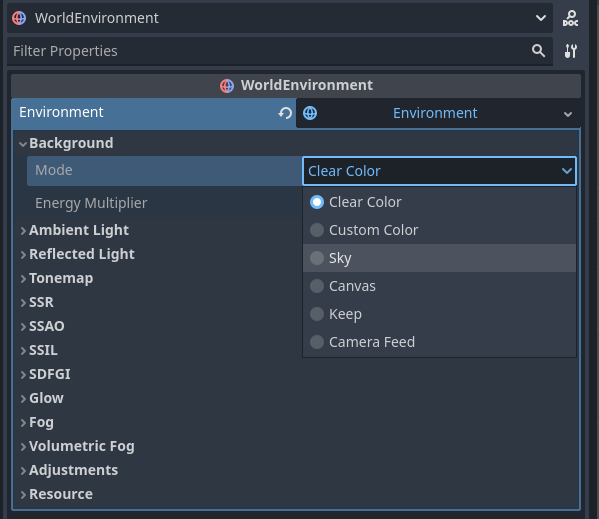 WorldEnvironment
DOC
Filter Properties
WorldEnvironment
Environment
Environment
Background
Mode
Clear Color
Energy Multiplier
Clear Color
Custom Color
Sky
Canvas
Keep
Camera Feed
Ambient Light
Reflected Light
Tonemap
SSR
SSAO
SSIL
SDFGI
Glow
Fog
Volumetric Fog
Adjustments
Resource